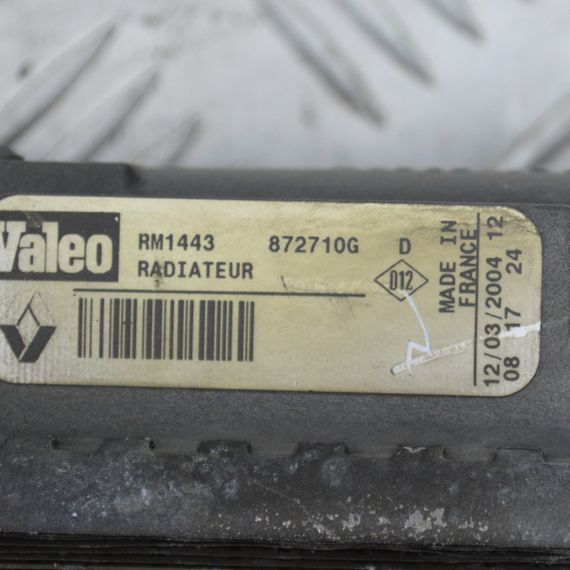 Valeo
RM1443 872710G D
RADIATEUR
D12
MADE IN
FRANCE
12/03/2004 12
08 17 24